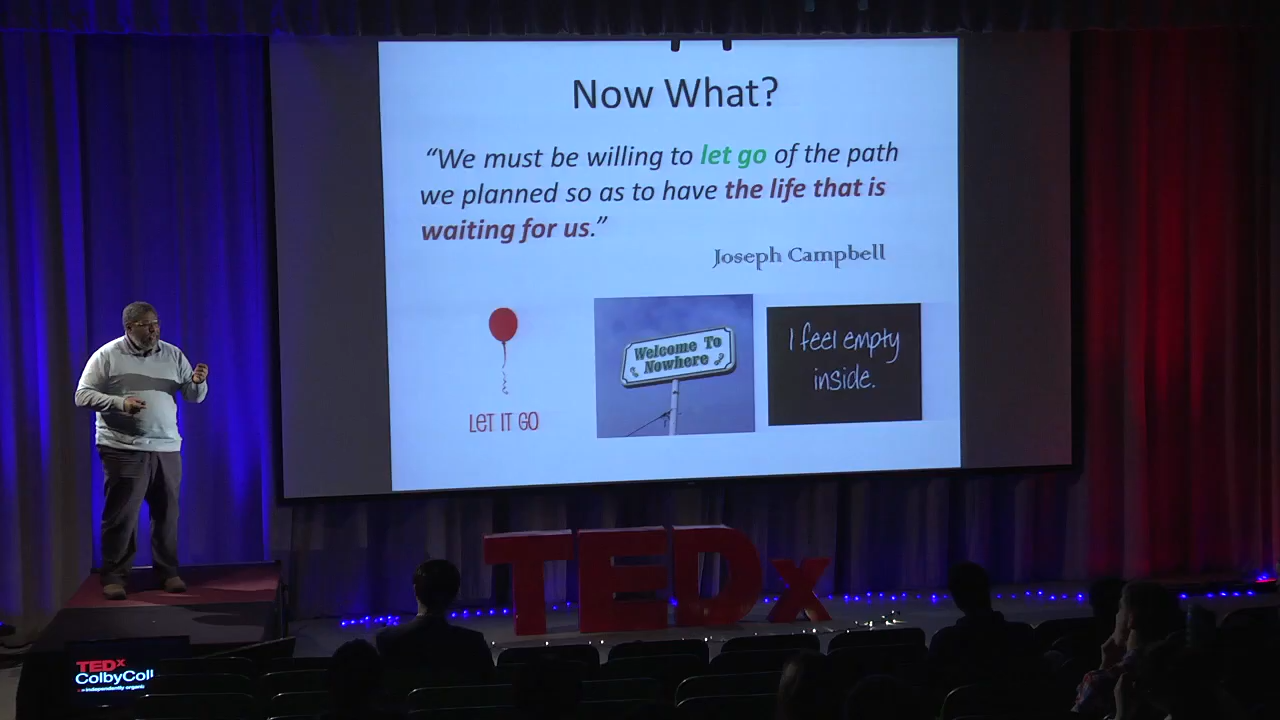 Now What?
“We must be willing to let go of the path
we planned so as to have the life that is
waiting for us.”
Joseph Campbell
LET IT GO
Welcome To
Nowhere
I feel empty
inside.
TEDx
TEDx
ColbyColl
independently organi